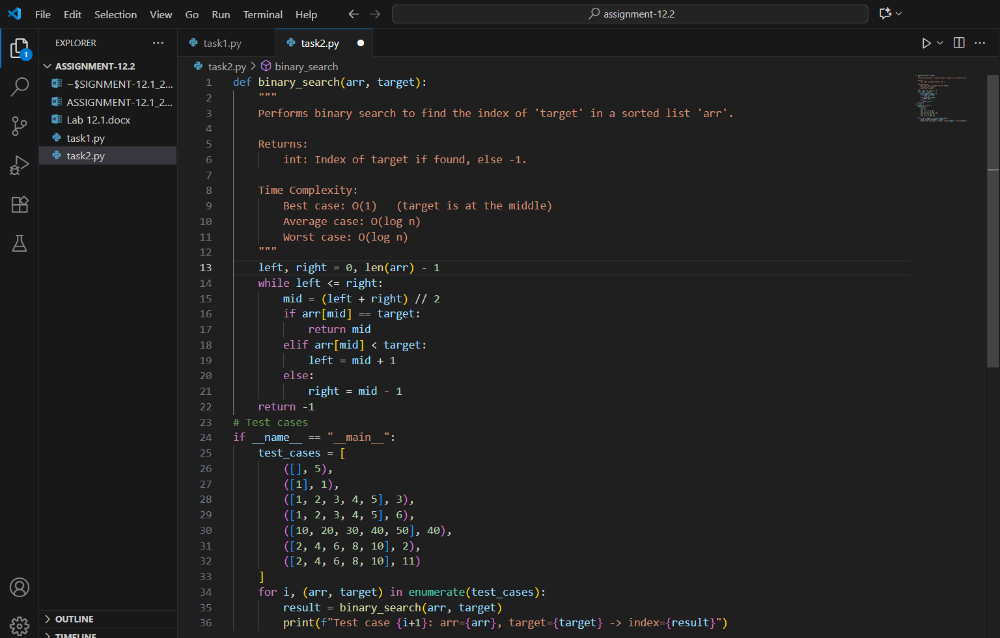 File Edit Selection View Go Run Terminal Help
assignment-12.2
EXPLORER
1
ASSIGNMENT-12.2
~$SIGNMENT-12.1_2...
ASSIGNMENT-12.1_2...
Lab 12.1.docx
task1.py
task2.py
OUTLINE
TIMELINE
task1.py
task2.py
task2.py > binary_search
1 def binary_search(arr, target):
2     """
3     Performs binary search to find the index of 'target' in a sorted list 'arr'.
4
5     Returns:
6         int: Index of target if found, else -1.
7
8     Time Complexity:
9         Best case: O(1)   (target is at the middle)
10         Average case: O(log n)
11         Worst case: O(log n)
12     """
13     left, right = 0, len(arr) - 1
14     while left <= right:
15         mid = (left + right) // 2
16         if arr[mid] == target:
17             return mid
18         elif arr[mid] < target:
19             left = mid + 1
20         else:
21             right = mid - 1
22     return -1
23 # Test cases
24 if __name__ == "__main__":
25     test_cases = [
26         ([], 5),
27         ([1], 1),
28         ([1, 2, 3, 4, 5], 3),
29         ([1, 2, 3, 4, 5], 6),
30         ([10, 20, 30, 40, 50], 40),
31         ([2, 4, 6, 8, 10], 2),
32         ([2, 4, 6, 8, 10], 11)
33     ]
34     for i, (arr, target) in enumerate(test_cases):
35         result = binary_search(arr, target)
36         print(f"Test case {i+1}: arr={arr}, target={target} -> index={result}")